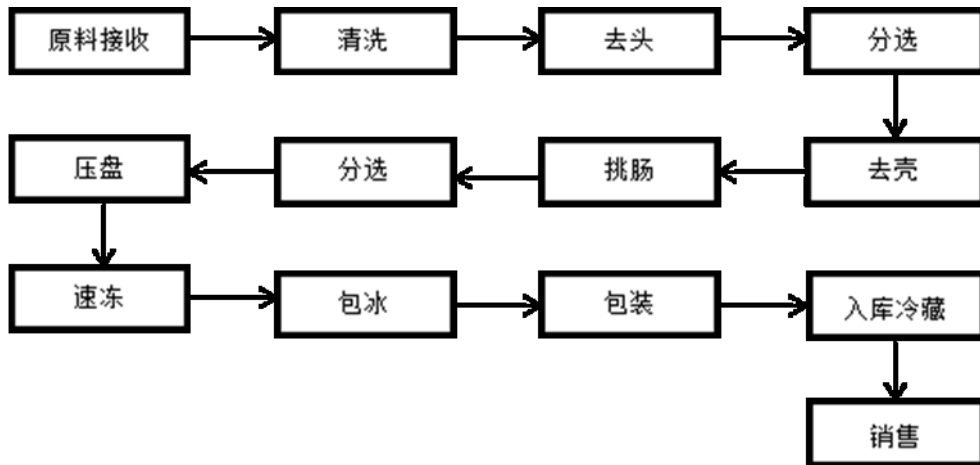 原料接收
清洗
去头
分选
去壳
挑肠
分选
压盘
速冻
包冰
包装
入库冷藏
销售